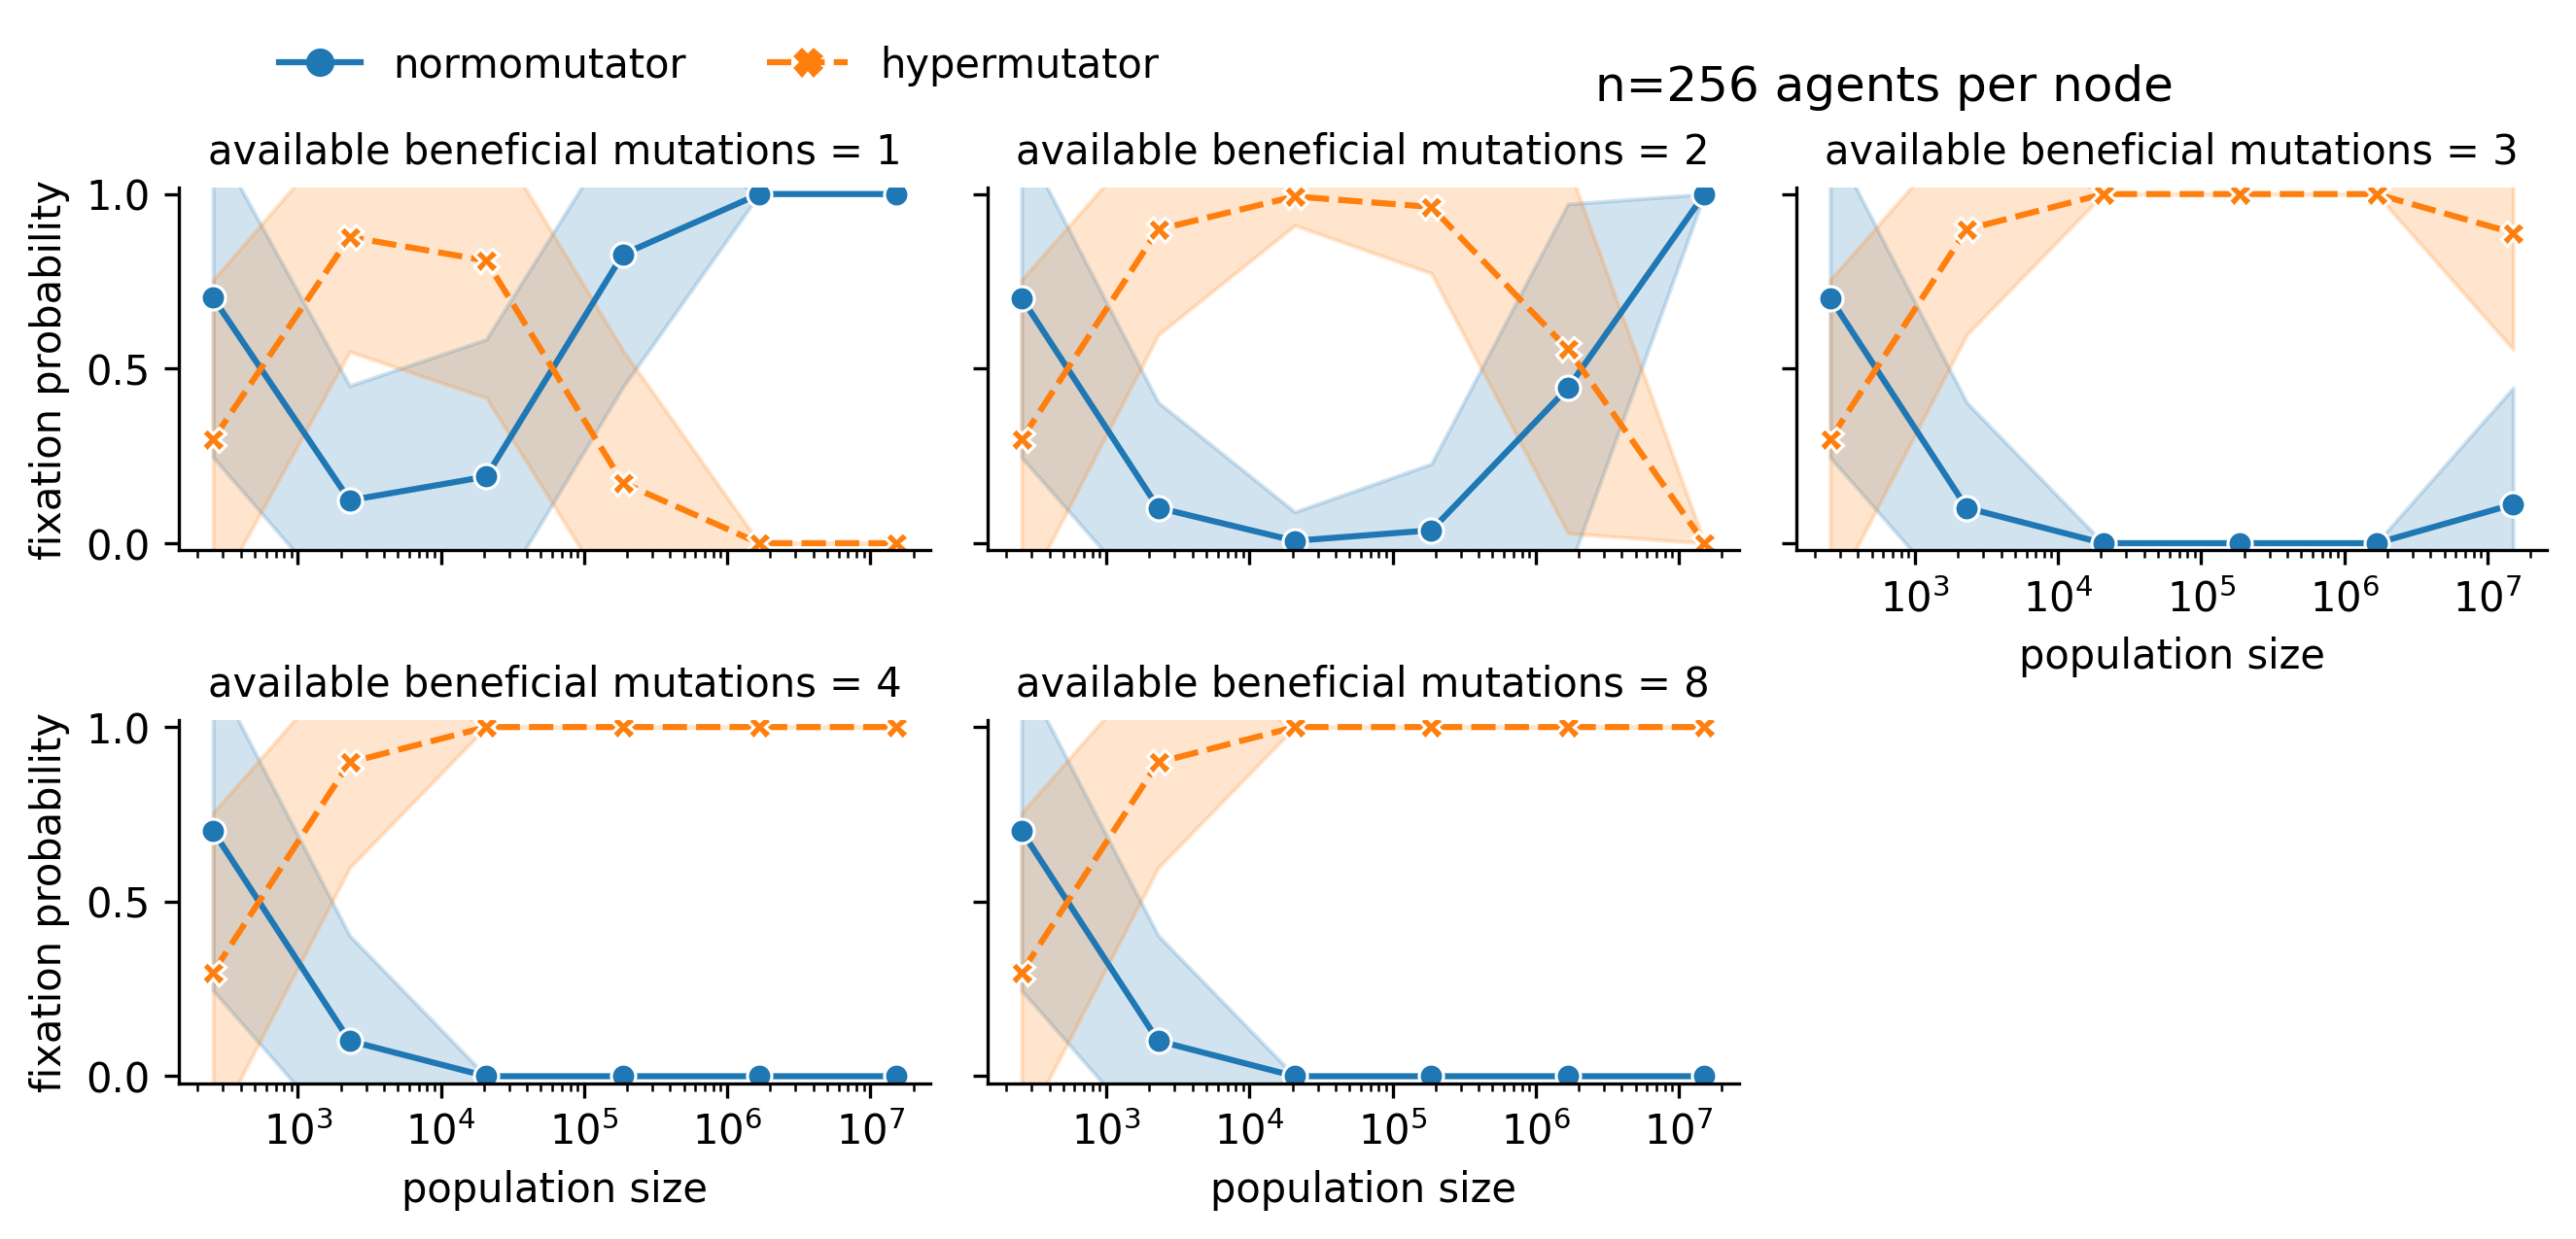 normomutator hypermutator
n=256 agents per node
available beneficial mutations = 1
available beneficial mutations = 2
available beneficial mutations = 3
fixation probability
1.0
0.5
0.0
10³ 10⁴ 10⁵ 10⁶ 10⁷
population size
available beneficial mutations = 4
available beneficial mutations = 8
fixation probability
1.0
0.5
0.0
10³ 10⁴ 10⁵ 10⁶ 10⁷
population size
10³ 10⁴ 10⁵ 10⁶ 10⁷
population size